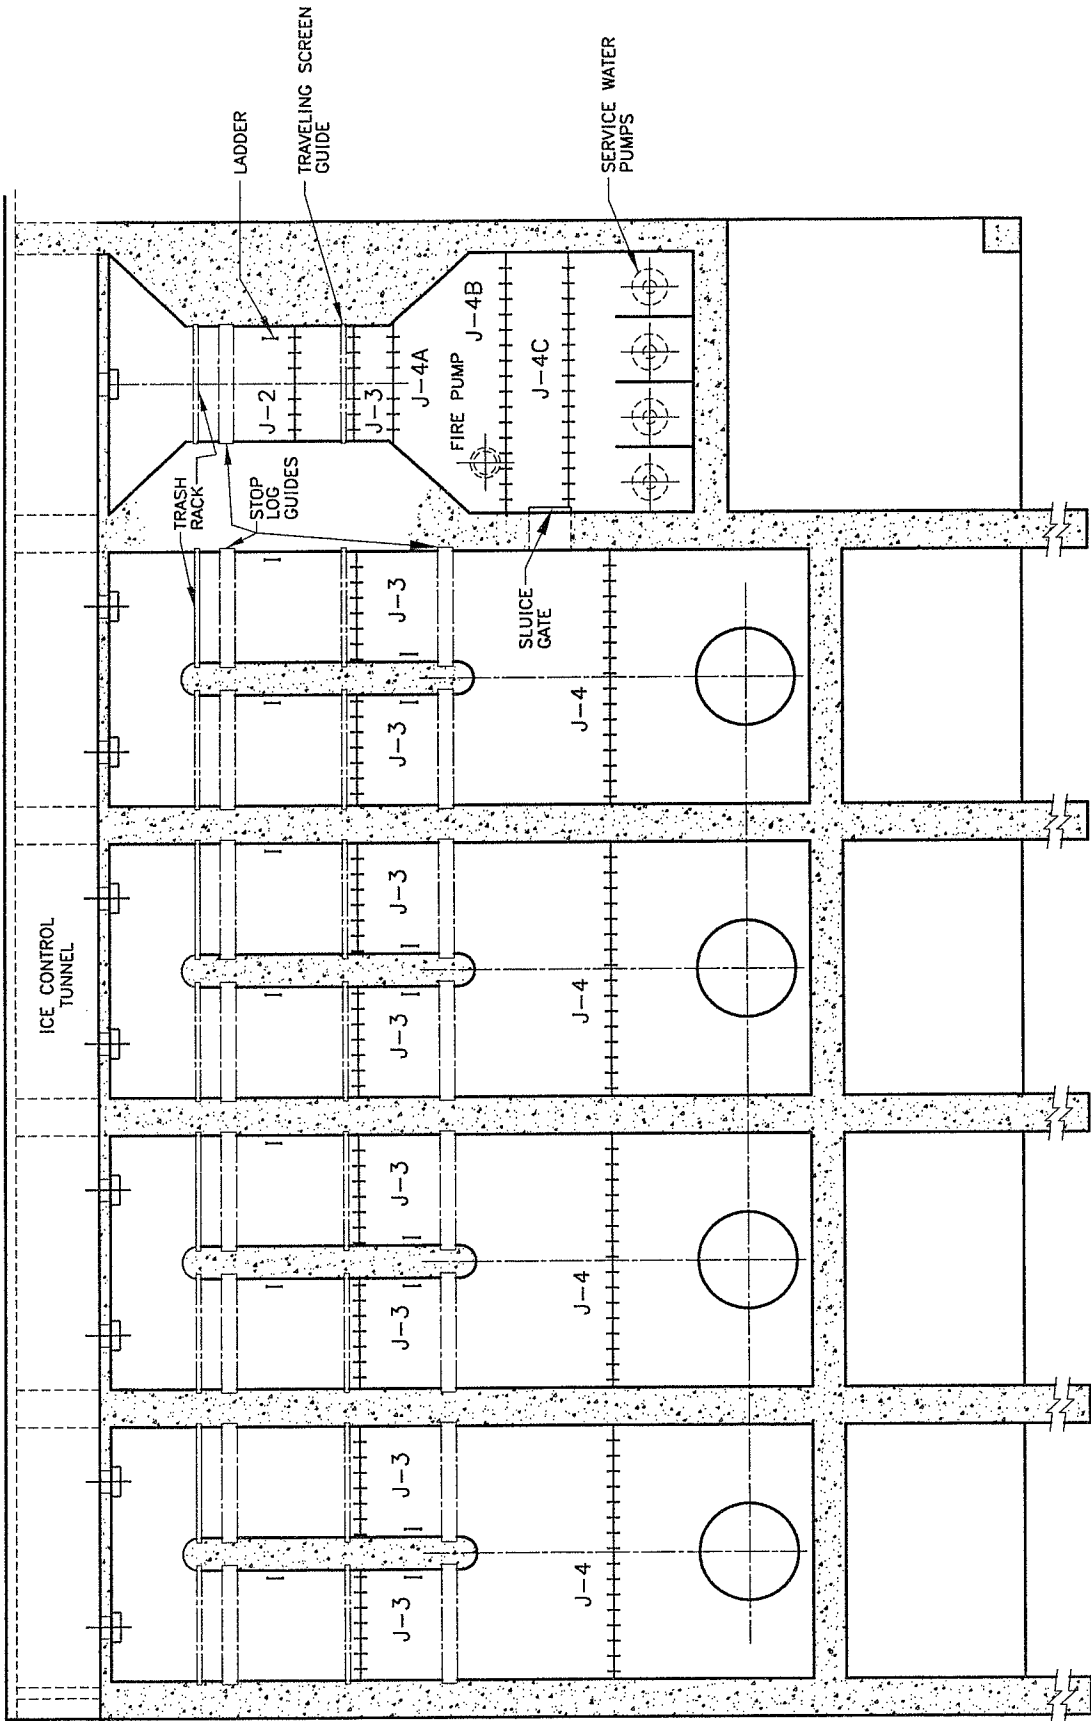 ICE CONTROL
TUNNEL
TRASH
RACK
STOP
LOG
GUIDES
LADDER
TRAVELING SCREEN
GUIDE
SERVICE WATER
PUMPS
SLUICE
GATE
FIRE PUMP
J-2
J-3
J-4A
J-4B
J-4C
J-3
J-3
J-3
J-3
J-3
J-3
J-3
J-3
J-4
J-4
J-4
J-4